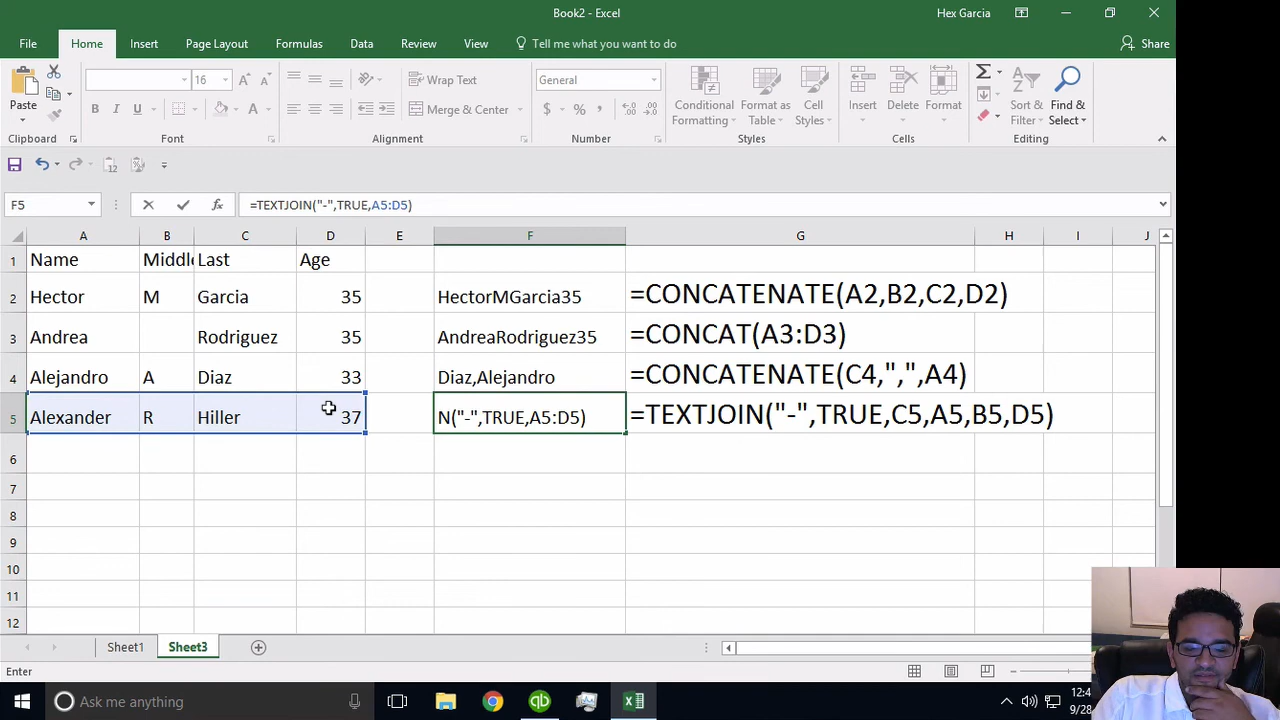 Book2 - Excel
Hex Garcia
File Home Insert Page Layout Formulas Data Review View Tell me what you want to do Share
Paste
16
Wrap Text
Merge & Center
General
Conditional Formatting
Format as Table
Cell Styles
Insert Delete Format
Sort & Filter
Find & Select
Clipboard Font Alignment Number Styles Cells Editing
F5 =TEXTJOIN("-",TRUE,A5:D5)
A B C D E F G H I J
1 Name Middle Last Age
2 Hector M Garcia 35 HectorMGarcia35 =CONCATENATE(A2,B2,C2,D2)
3 Andrea Rodriguez 35 AndreaRodriguez35 =CONCAT(A3:D3)
4 Alejandro A Diaz 33 Diaz,Alejandro =CONCATENATE(C4,",",A4)
5 Alexander R Hiller 37 N("-",TRUE,A5:D5) =TEXTJOIN("-",TRUE,C5,A5,B5,D5)
6
7
8
9
10
11
12
Sheet1 Sheet3
Enter
Ask me anything
12:4
9/28